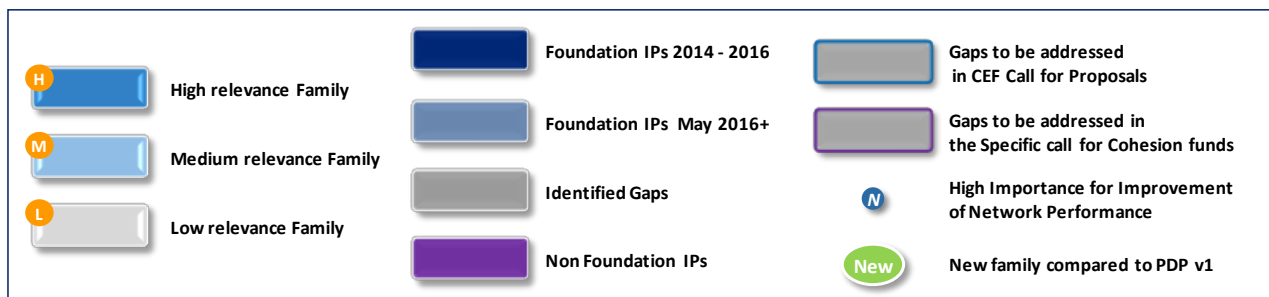 H
High relevance Family
M
Medium relevance Family
L
Low relevance Family
Foundation IPs 2014 - 2016
Foundation IPs May 2016+
Identified Gaps
Non Foundation IPs
Gaps to be addressed
in CEF Call for Proposals
Gaps to be addressed in
the Specific call for Cohesion funds
N
High Importance for Improvement
of Network Performance
New
New family compared to PDP v1